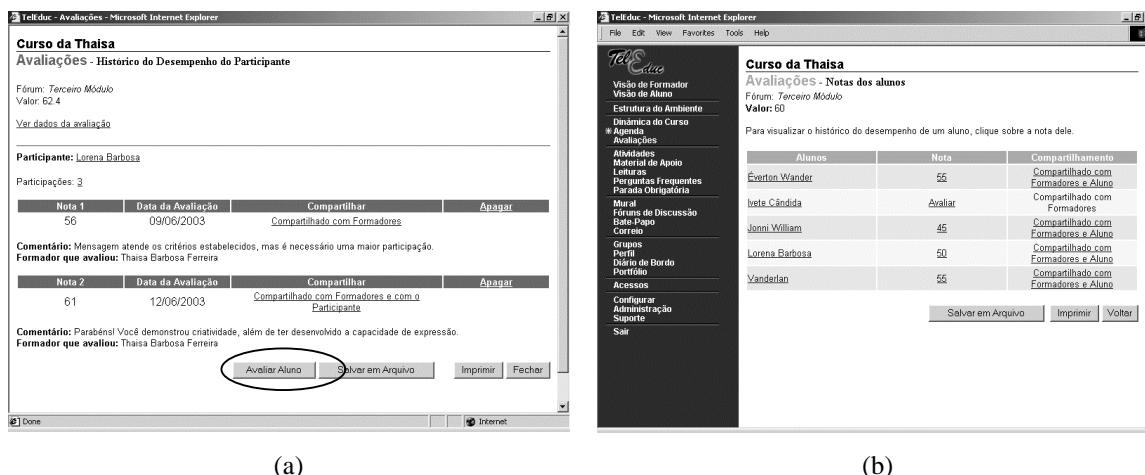 TelEduc - Avaliações - Microsoft Internet Explorer
Curso da Thaisa
Avaliações - Histórico do Desempenho do Participante
Fórum: Terceiro Módulo
Valor: 62.4
Ver dados da avaliação
Participante: Lorena Barbosa
Participações: 3
Nota 1 Data da Avaliação Compartilhar Apagar
56 09/06/2003 Compartilhado com Formadores
Comentário: Mensagem atende os critérios estabelecidos, mas é necessário uma maior participação.
Formador que avaliou: Thaisa Barbosa Ferreira
Nota 2 Data da Avaliação Compartilhar Apagar
61 12/06/2003 Compartilhado com Formadores e com o
Participante
Comentário: Parabéns! Você demonstrou criatividade, além de ter desenvolvido a capacidade de expressão.
Formador que avaliou: Thaisa Barbosa Ferreira
Avaliar Aluno Salvar em Arquivo Imprimir Fechar
Done Internet
(a)
TelEduc - Microsoft Internet Explorer
File Edit View Favorites Tools Help
TelEduc
Visão de Formador
Visão de Aluno
Estrutura do Ambiente
Dinâmica do Curso
Agenda
Avaliações
Atividades
Material de Apoio
Leituras
Perguntas Frequentes
Parada Obrigatória
Mural
Fóruns de Discussão
Bate-Papo
Correio
Grupos
Perfil
Diário de Bordo
Portfólio
Acessos
Configurar
Administração
Suporte
Sair
Curso da Thaisa
Avaliações - Notas dos alunos
Fórum: Terceiro Módulo
Valor: 60
Para visualizar o histórico do desempenho de um aluno, clique sobre a nota dele.
Alunos Nota Compartilhamento
Éverton Wander 55 Compartilhado com
Formadores e Aluno
Ivete Cândida Avaliar Compartilhado com
Formadores
Jonni William 45 Compartilhado com
Formadores e Aluno
Lorena Barbosa 50 Compartilhado com
Formadores e Aluno
Vanderlan 55 Compartilhado com
Formadores e Aluno
Salvar em Arquivo Imprimir Voltar
(b)